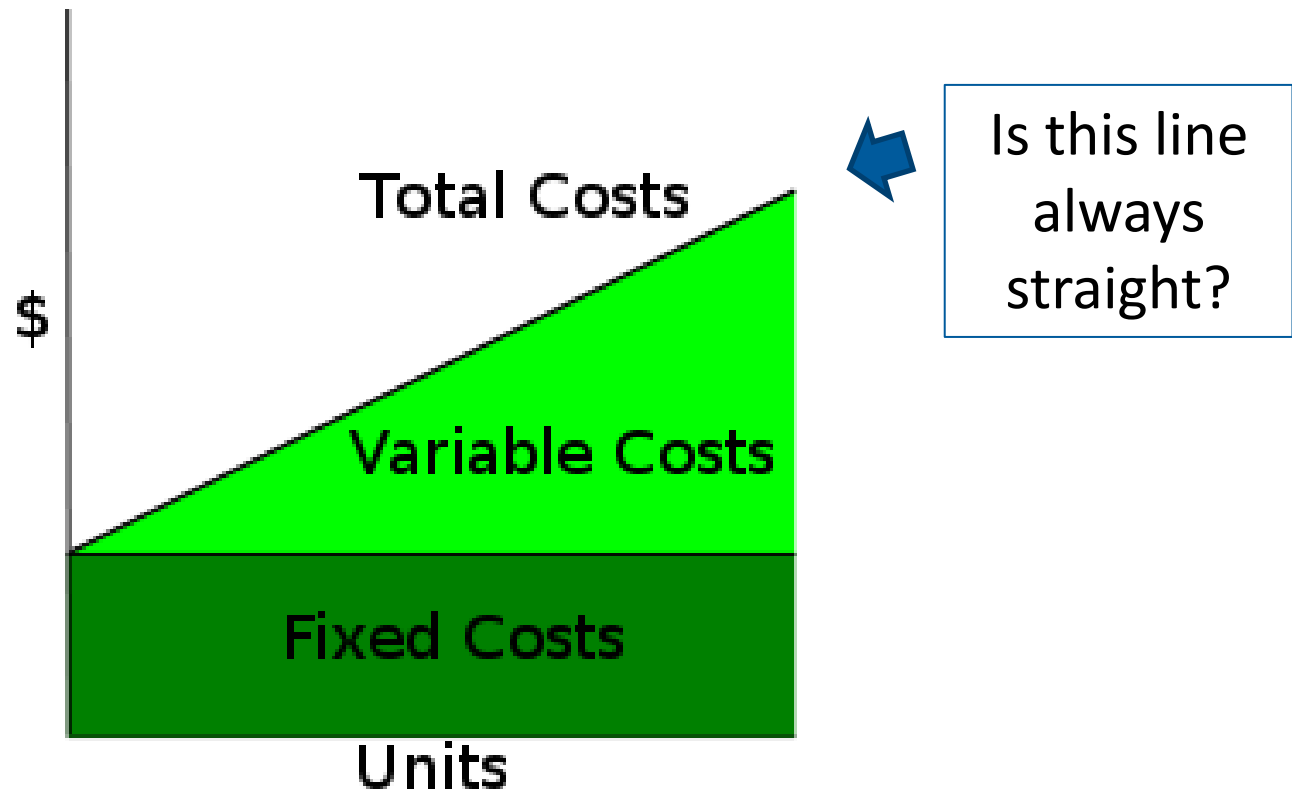 Total Costs
Is this line
always
straight?
$
Variable Costs
Fixed Costs
Units